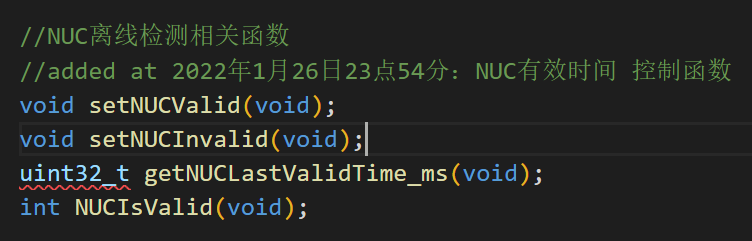 //NUC离线检测相关函数
//added at 2022年1月26日23点54分：NUC有效时间 控制函数
void setNUCValid(void);
void setNUCInvalid(void);
uint32_t getNUCLastValidTime_ms(void);
int NUCIsValid(void);